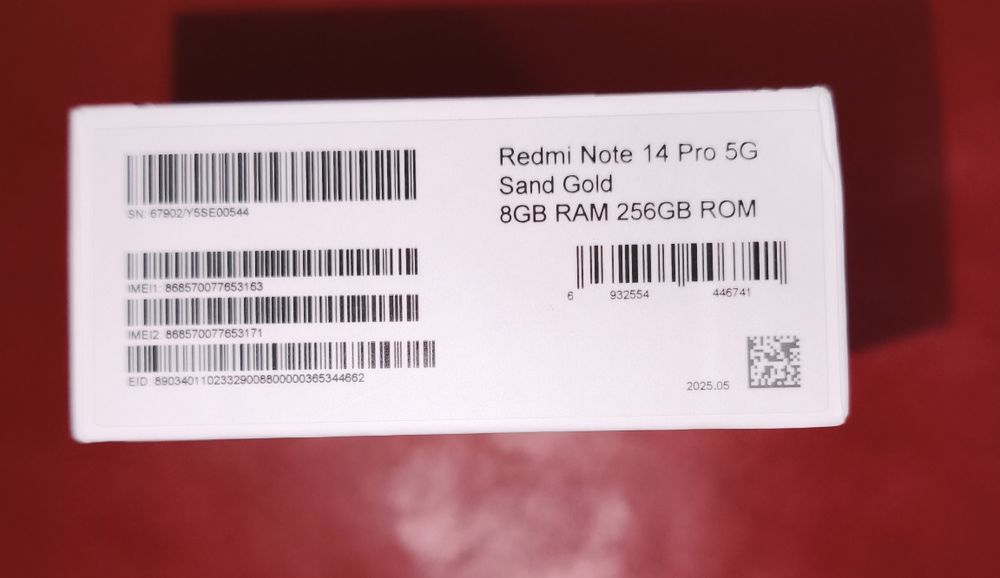 SN: 67902/Y5SE00544
IMEI1: 868570077653163
IMEI2: 868570077653171
EID: 89034011023329008800000365344662
Redmi Note 14 Pro 5G
Sand Gold
8GB RAM 256GB ROM
6 932554 446741
2025.05